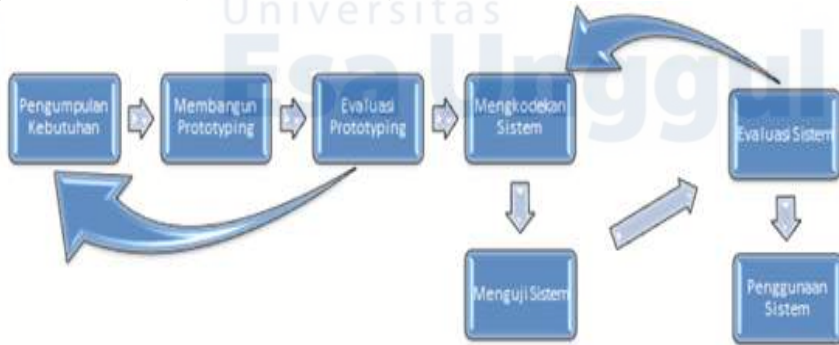 Universitas
Esa Unggul
Pengumpulan
Kebutuhan
Membangun
Prototyping
Evaluasi
Prototyping
Mengkodekan
Sistem
Evaluasi Sistem
Menguji Sistem
Penggunaan
Sistem